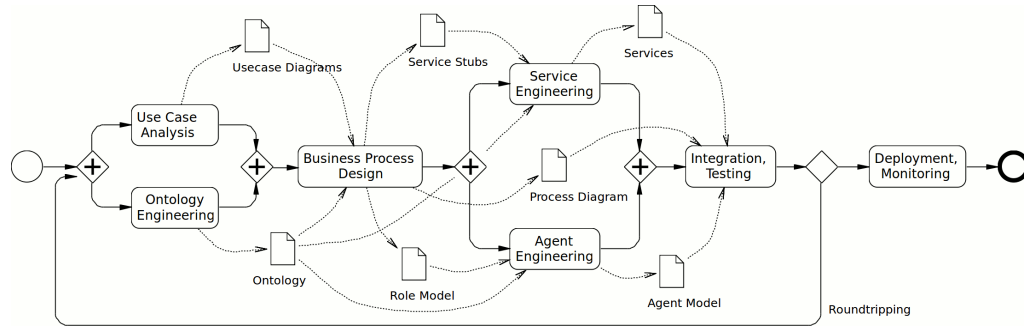 Usecase Diagrams
Service Stubs
Services
Use Case
Analysis
Service
Engineering
Business Process
Design
Process Diagram
Integration,
Testing
Deployment,
Monitoring
Ontology
Engineering
Ontology
Role Model
Agent
Engineering
Agent Model
Roundtripping